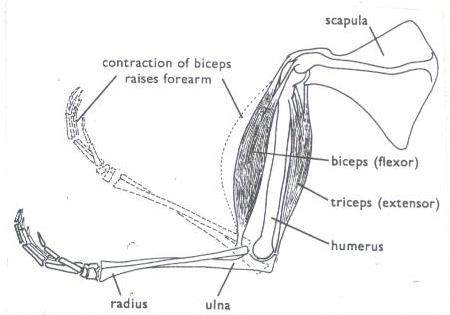 scapula
contraction of biceps
raises forearm
biceps (flexor)
triceps (extensor)
humerus
radius
ulna